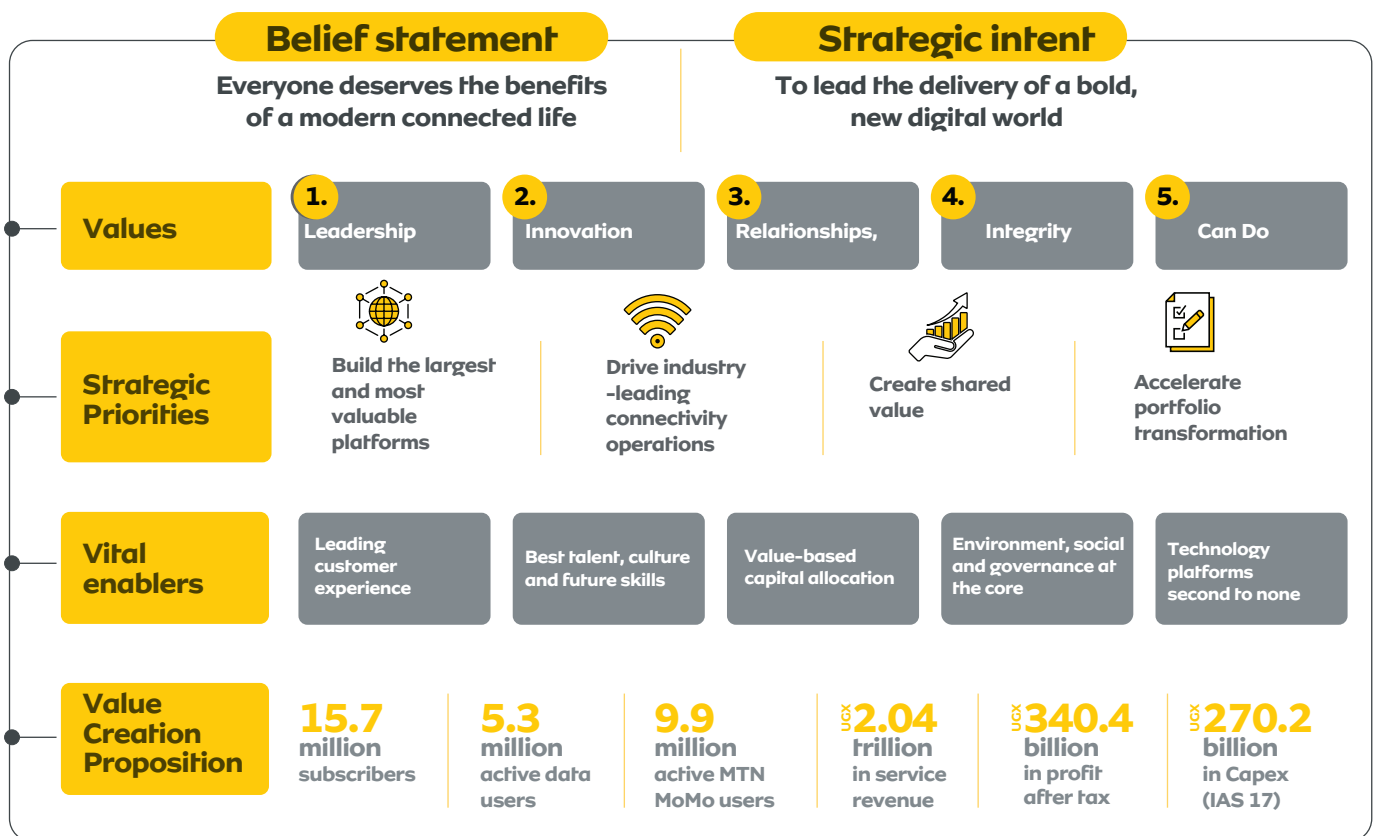 Belief statement
Everyone deserves the benefits
of a modern connected life
Strategic intent
To lead the delivery of a bold,
new digital world
Values
1.
Leadership
2.
Innovation
3.
Relationships,
4.
Integrity
5.
Can Do
Strategic
Priorities
Build the largest
and most
valuable
platforms
Drive industry
-leading
connectivity
operations
Create shared
value
Accelerate
portfolio
transformation
Vital
enablers
Leading
customer
experience
Best talent, culture
and future skills
Value-based
capital allocation
Environment, social
and governance at
the core
Technology
platforms
second to none
Value
Creation
Proposition
15.7
million
subscribers
5.3
million
active data
users
9.9
million
active MTN
MoMo users
UGX 2.04
trillion
in service
revenue
UGX 340.4
billion
in profit
after tax
UGX 270.2
billion
in Capex
(IAS 17)